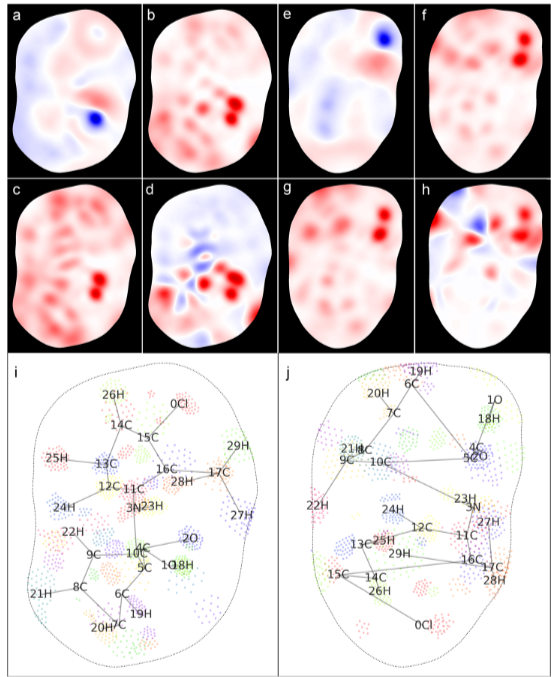 a b e f
c d g h
i j
26H 0Cl
14C
15C
25H 13C 16C 29H
17C
12C 11C 28H
24H 3N 23H 27H
22H
9C 10C 4C 2O
5C 1O 18H
8C
21H 6C
19H
20H 7C
19H
6C
20H 1O
7C 18H
21H 8C 4C
9C 10C 5C 2O
22H 23H
24H 3N
12C 27H
13C 25H 11C
29H 16C
15C 14C 17C
26H 28H
0Cl